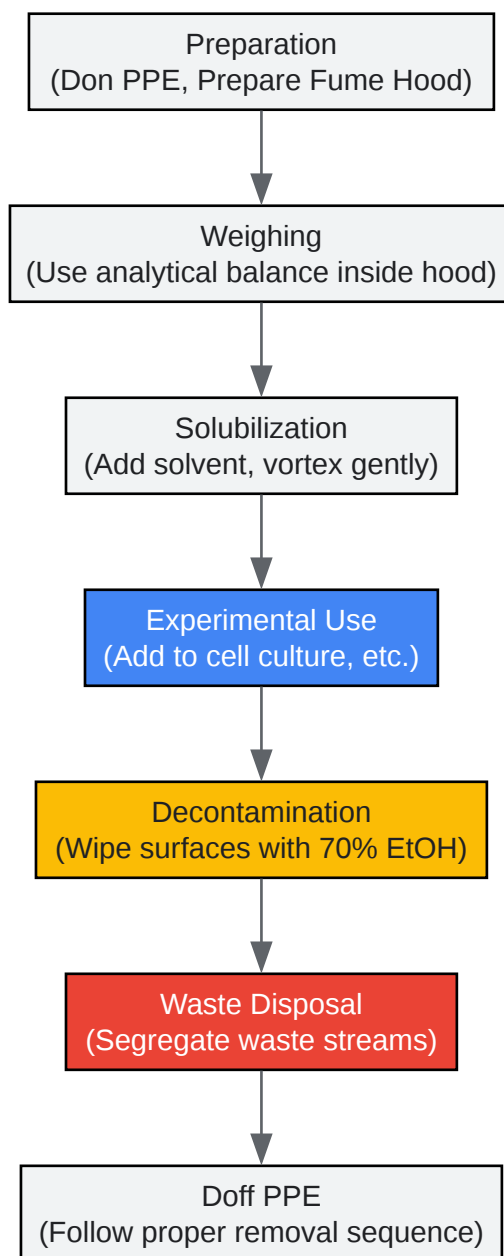 Preparation
(Don PPE, Prepare Fume Hood)
Weighing
(Use analytical balance inside hood)
Solubilization
(Add solvent, vortex gently)
Experimental Use
(Add to cell culture, etc.)
Decontamination
(Wipe surfaces with 70% EtOH)
Waste Disposal
(Segregate waste streams)
Doff PPE
(Follow proper removal sequence)